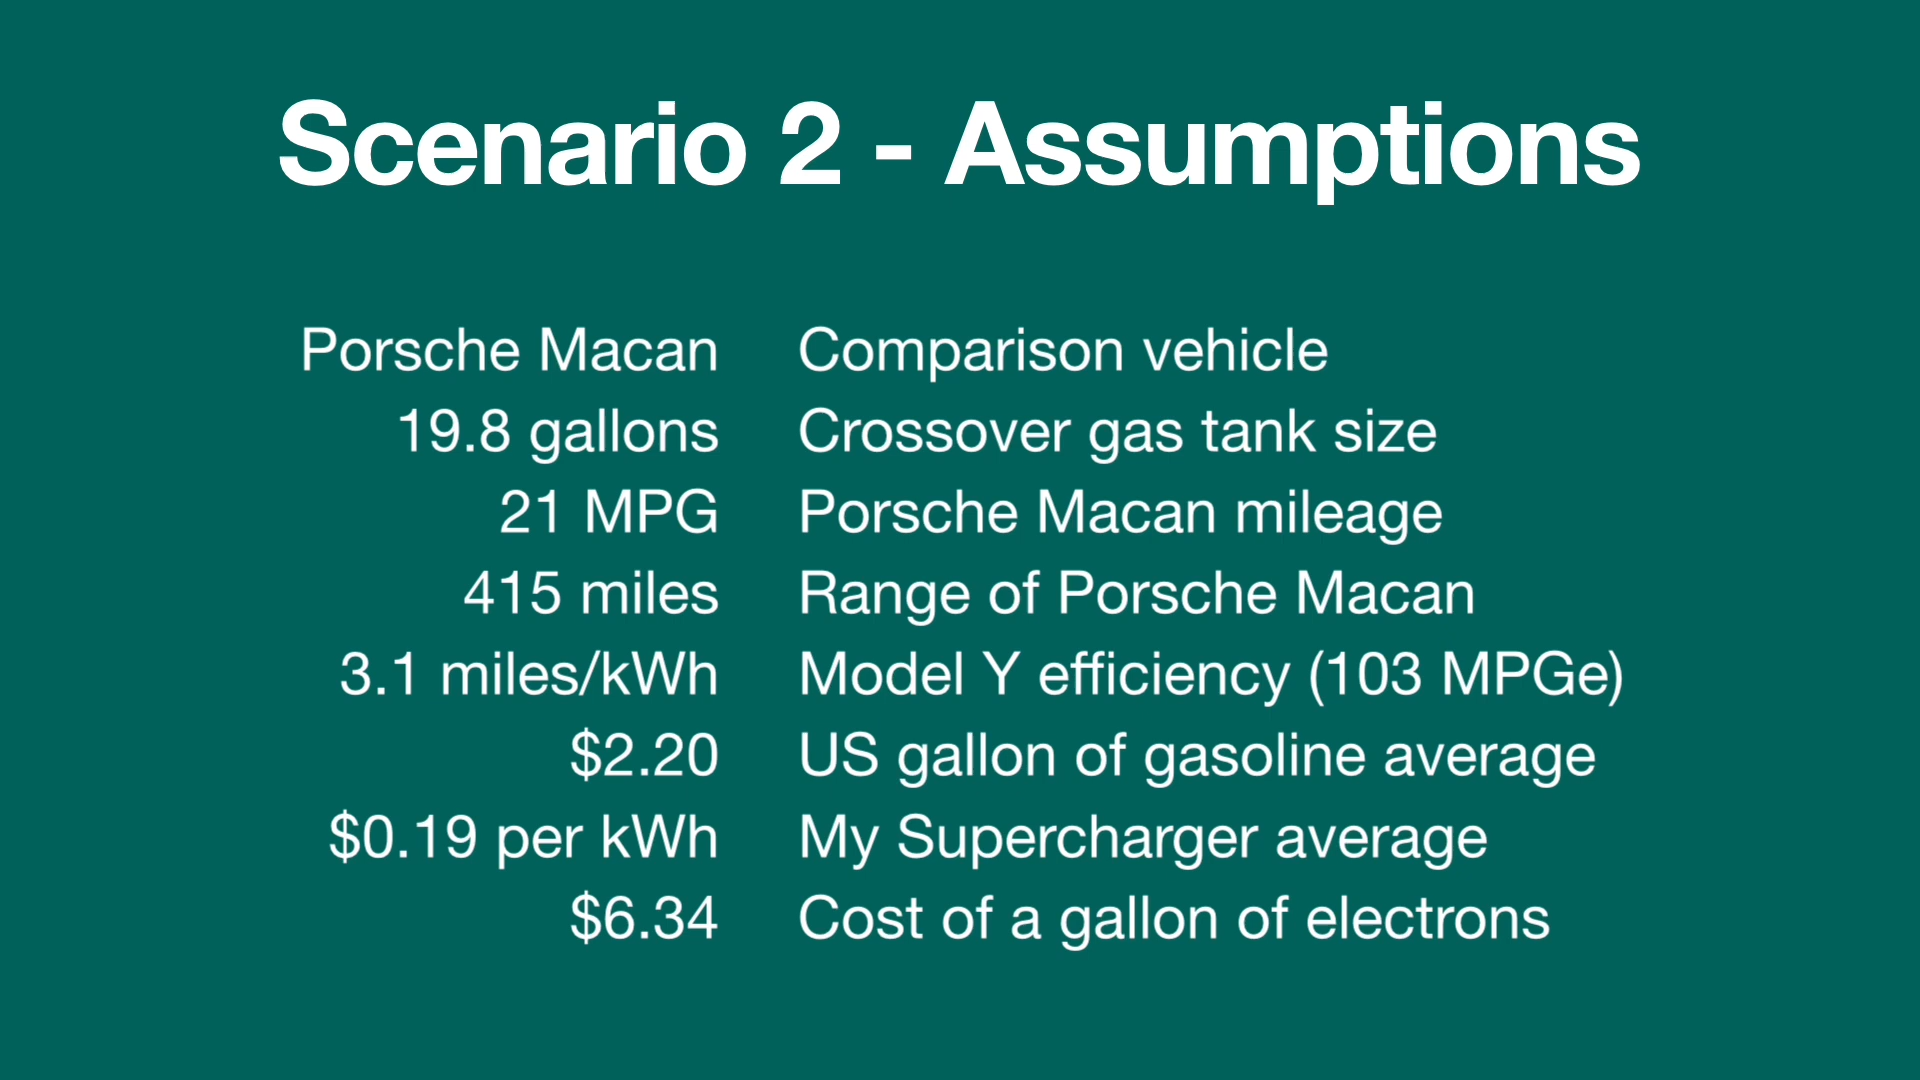 Scenario 2 - Assumptions
Porsche Macan Comparison vehicle
19.8 gallons Crossover gas tank size
21 MPG Porsche Macan mileage
415 miles Range of Porsche Macan
3.1 miles/kWh Model Y efficiency (103 MPGe)
$2.20 US gallon of gasoline average
$0.19 per kWh My Supercharger average
$6.34 Cost of a gallon of electrons